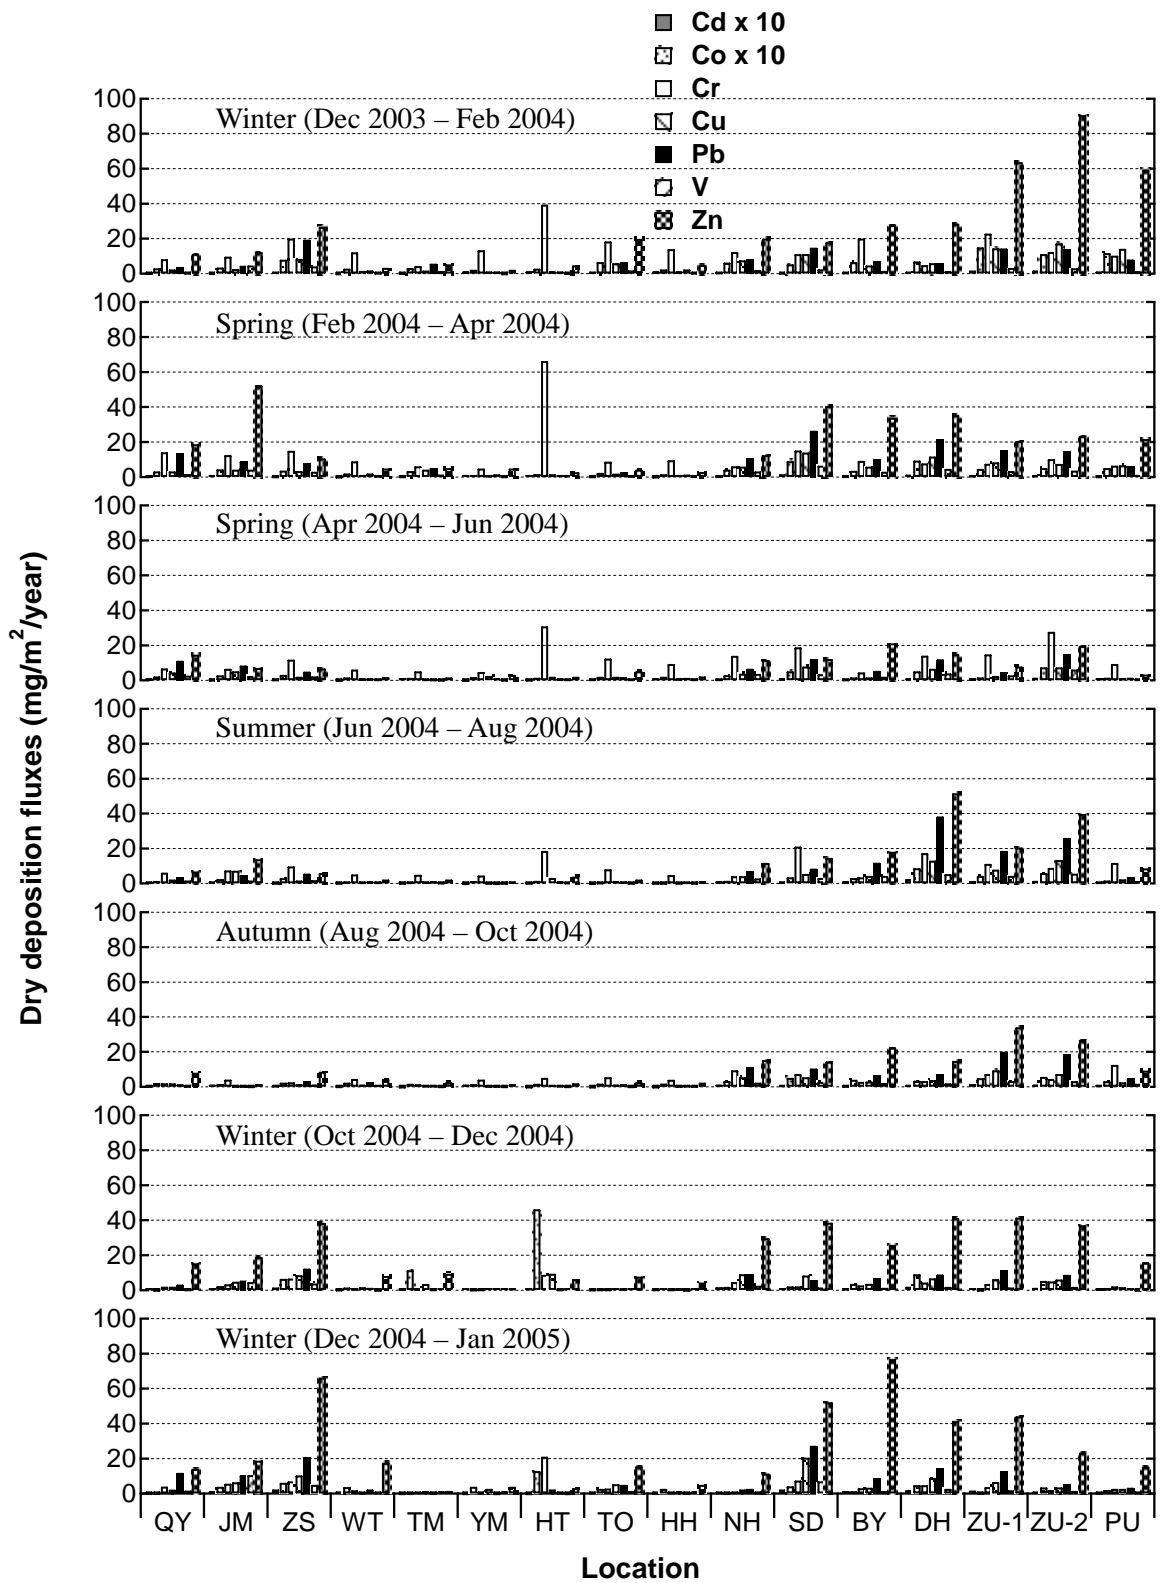 Cd x 10
Co x 10
Cr
Cu
Pb
V
Zn
Dry deposition fluxes (mg/m²/year)
100
80
60
40
20
0
Winter (Dec 2003 – Feb 2004)
100
80
60
40
20
0
Spring (Feb 2004 – Apr 2004)
100
80
60
40
20
0
Spring (Apr 2004 – Jun 2004)
100
80
60
40
20
0
Summer (Jun 2004 – Aug 2004)
100
80
60
40
20
0
Autumn (Aug 2004 – Oct 2004)
100
80
60
40
20
0
Winter (Oct 2004 – Dec 2004)
100
80
60
40
20
0
Winter (Dec 2004 – Jan 2005)
QY JM ZS WT TM YM HT TO HH NH SD BY DH ZU-1 ZU-2 PU
Location